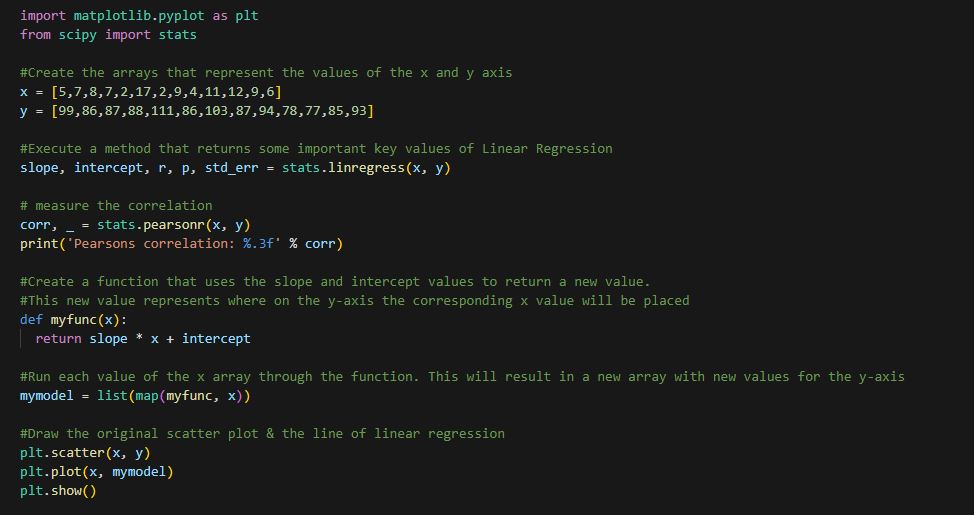 import matplotlib.pyplot as plt
from scipy import stats
#Create the arrays that represent the values of the x and y axis
x = [5,7,8,7,2,17,2,9,4,11,12,9,6]
y = [99,86,87,88,111,86,103,87,94,78,77,85,93]
#Execute a method that returns some important key values of Linear Regression
slope, intercept, r, p, std_err = stats.linregress(x, y)
# measure the correlation
corr, _ = stats.pearsonr(x, y)
print('Pearsons correlation: %.3f' % corr)
#Create a function that uses the slope and intercept values to return a new value.
#This new value represents where on the y-axis the corresponding x value will be placed
def myfunc(x):
  return slope * x + intercept
#Run each value of the x array through the function. This will result in a new array with new values for the y-axis
mymodel = list(map(myfunc, x))
#Draw the original scatter plot & the line of linear regression
plt.scatter(x, y)
plt.plot(x, mymodel)
plt.show()